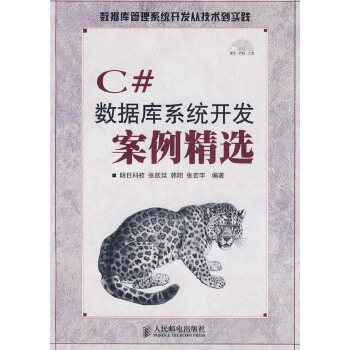 数据库管理系统开发从技术到实践
C#
数据库系统开发
案例精选
■ 明日科技 张跃廷 韩阳 张宏宇 编著
人民邮电出版社
POSTS & TELECOM PRESS